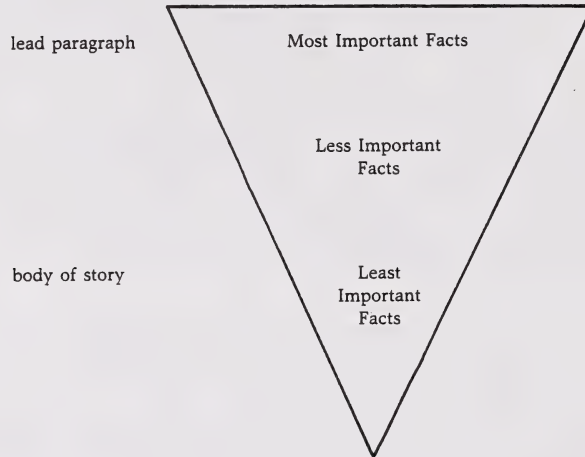 lead paragraph
Most Important Facts
Less Important
Facts
body of story
Least
Important
Facts